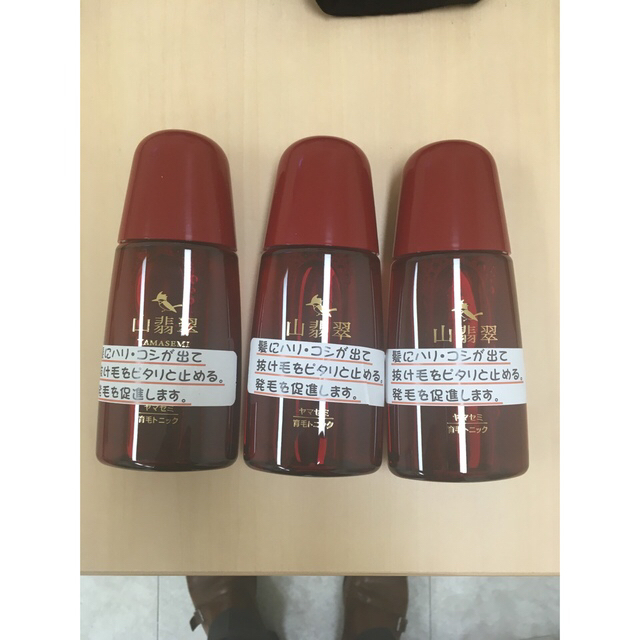 山翡翠
YAMASEMI
髪にハリ・コシが出て
抜け毛をピタリと止める。
発毛を促進します。
ヤマセミ
育毛トニック
山翡翠
髪にハリ・コシが出て
抜け毛をピタリと止める。
発毛を促進します。
ヤマセミ
育毛トニック
山翡翠
髪にハリ・コシが出て
抜け毛をピタリと止める。
発毛を促進します。
ヤマセミ
育毛トニック